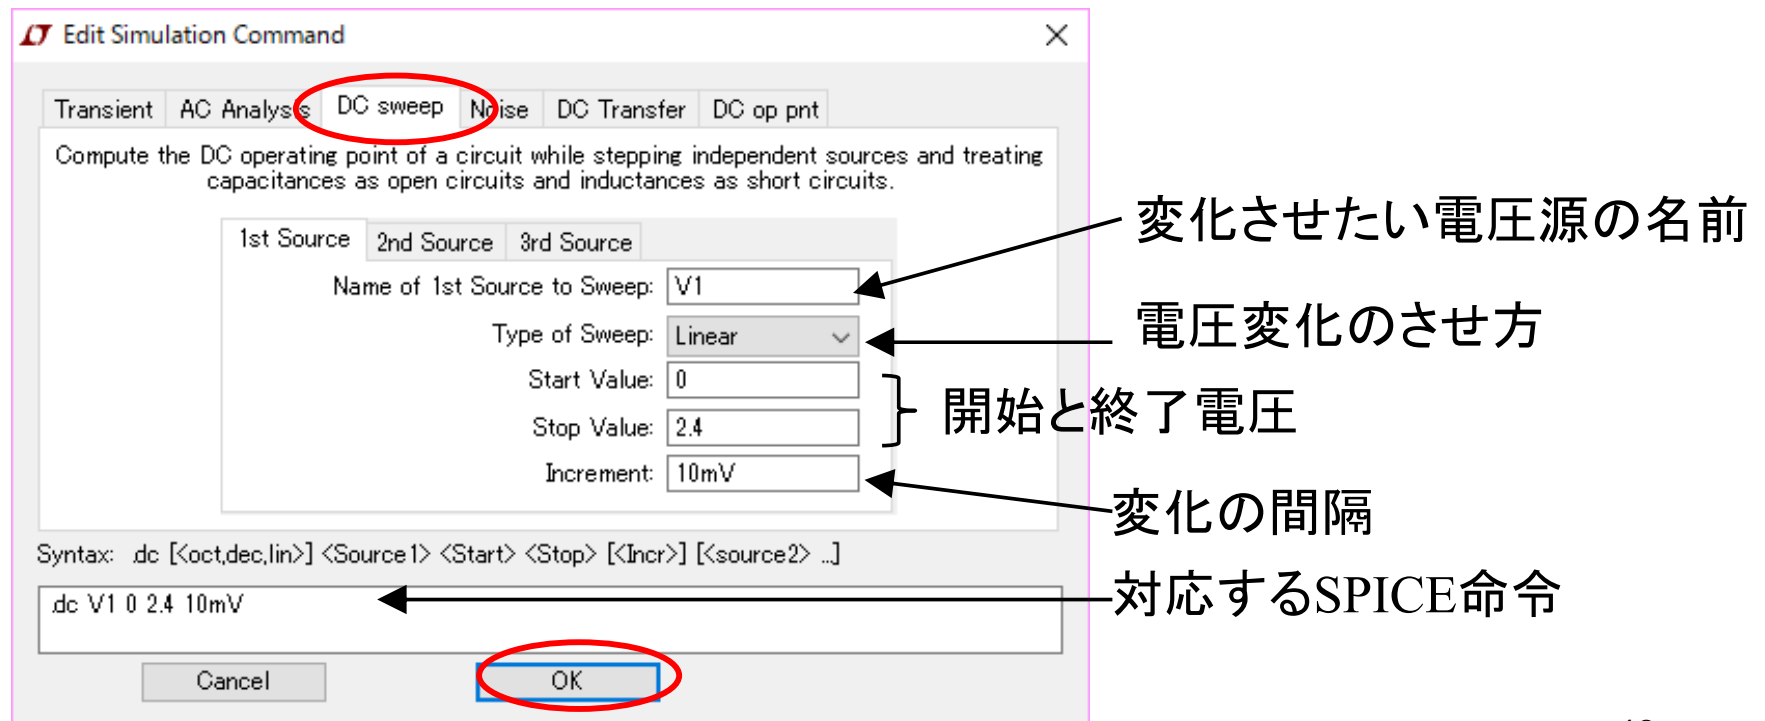 Edit Simulation Command
Transient AC Analysis DC sweep Noise DC Transfer DC op pnt
Compute the DC operating point of a circuit while stepping independent sources and treating
capacitances as open circuits and inductances as short circuits.
1st Source 2nd Source 3rd Source
変化させたい電圧源の名前
Name of 1st Source to Sweep: V1
電圧変化のさせ方
Type of Sweep: Linear
Start Value: 0
開始と終了電圧
Stop Value: 2.4
Increment: 10mV
変化の間隔
Syntax: .dc [<oct,dec,lin>] <Source1> <Start> <Stop> [<Incr>] [<source2> ...]
.dc V1 0 2.4 10mV
対応するSPICE命令
Cancel OK